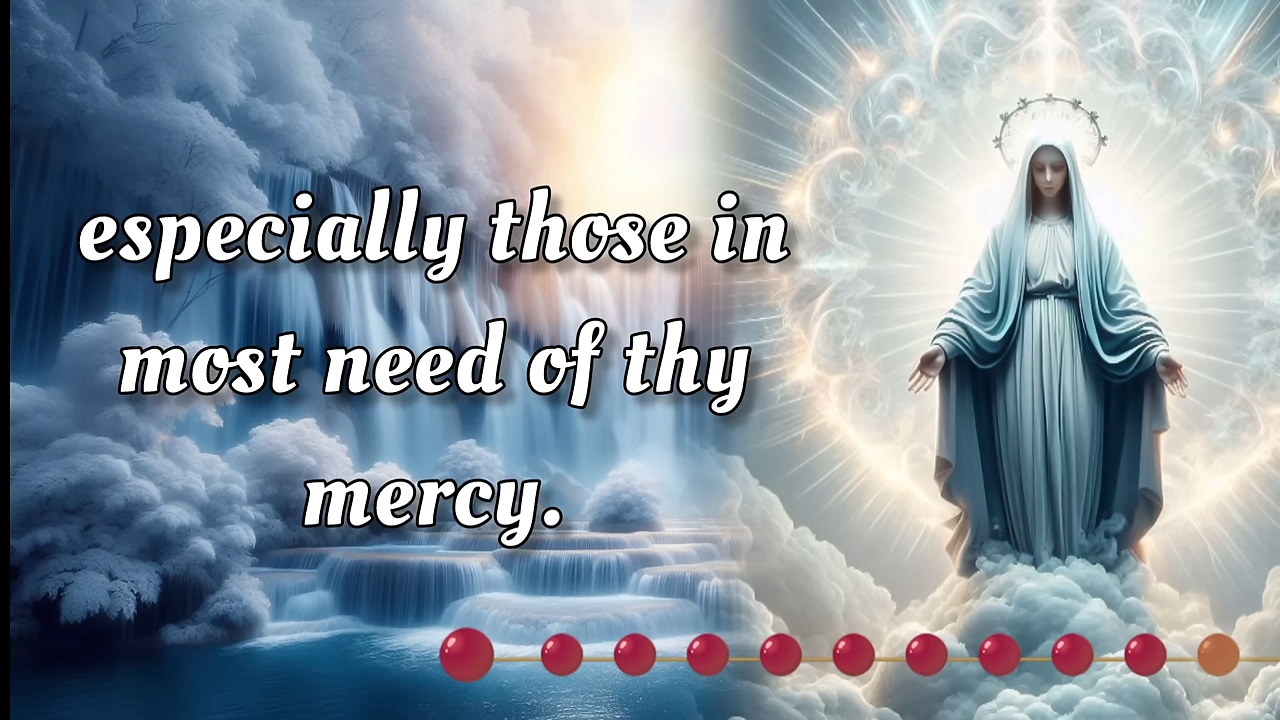 especially those in
most need of thy
mercy.